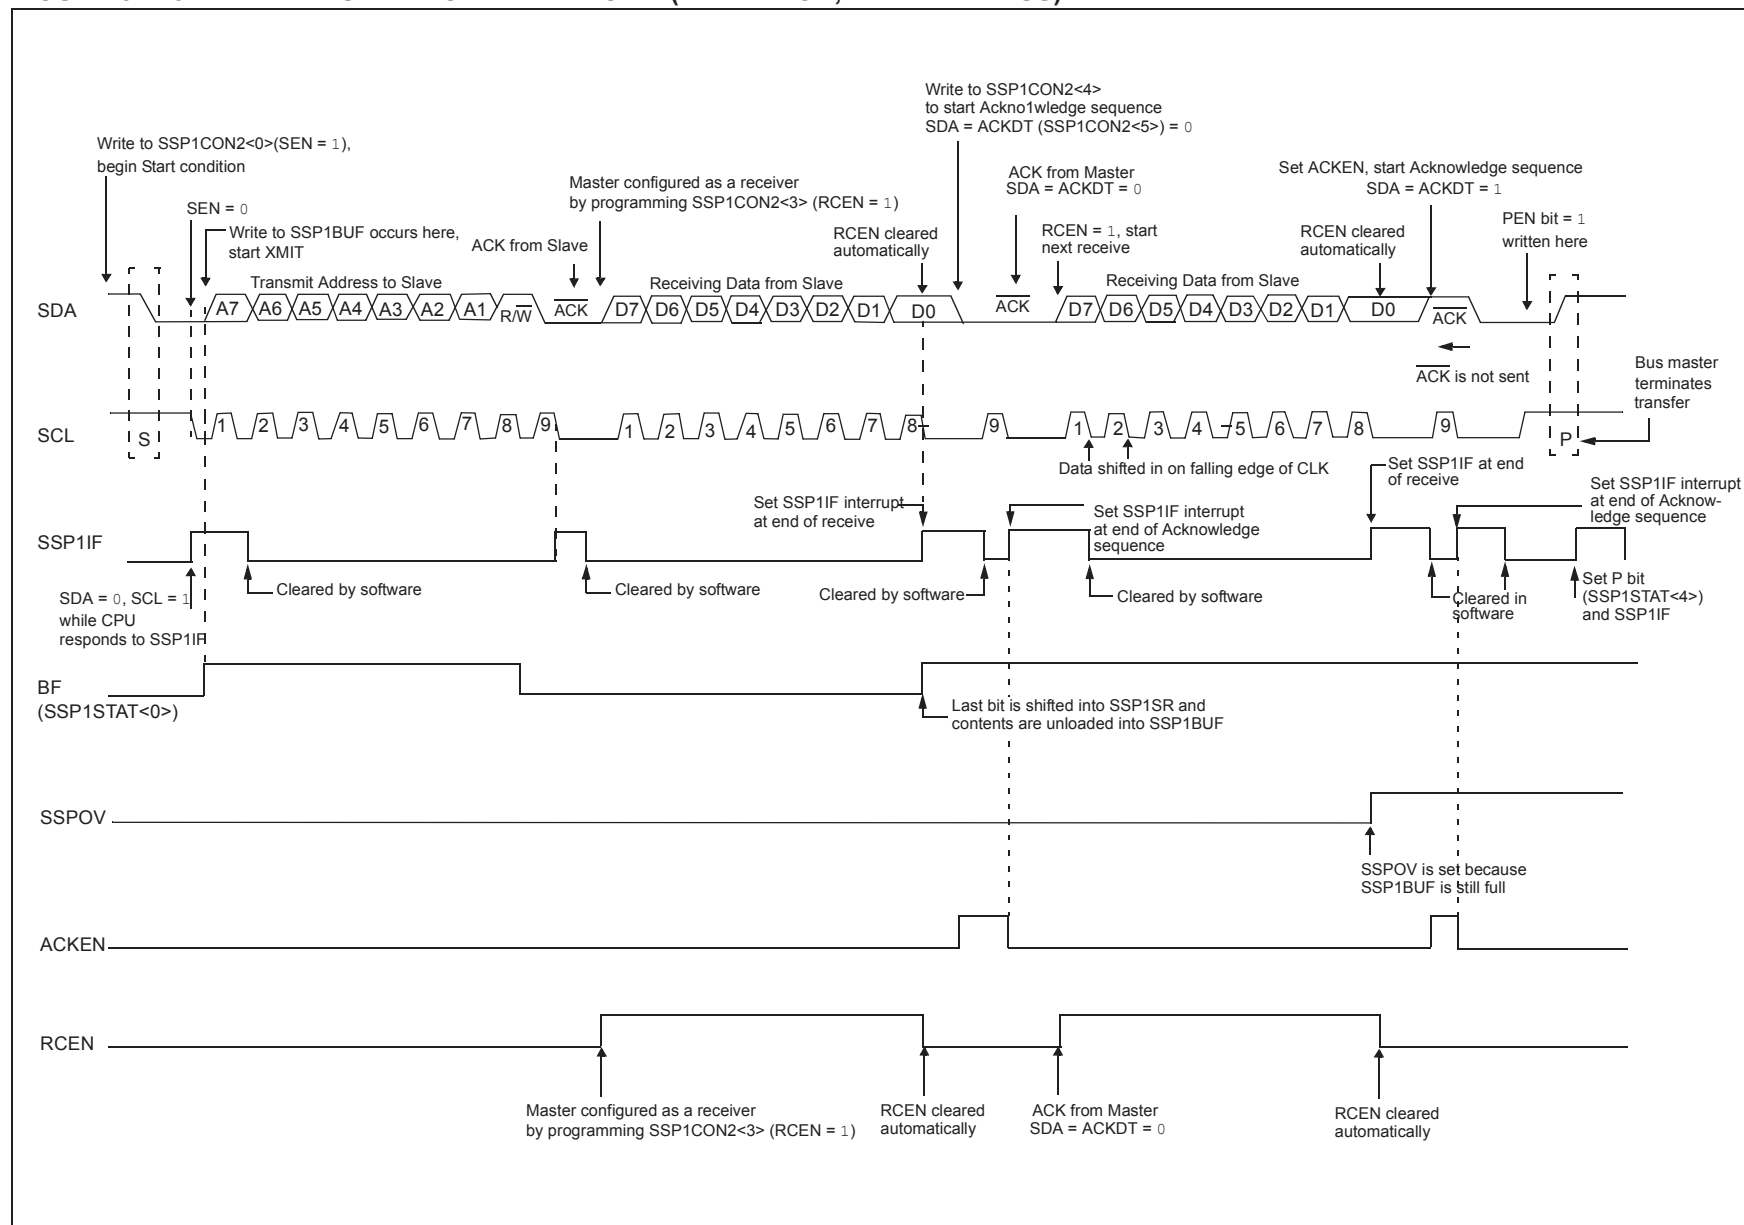 Write to SSP1CON2<4>
to start Ackno1wledge sequence
SDA = ACKDT (SSP1CON2<5>) = 0
Write to SSP1CON2<0>(SEN = 1),
begin Start condition
ACK from Master
SDA = ACKDT = 0
Set ACKEN, start Acknowledge sequence
SDA = ACKDT = 1
Master configured as a receiver
by programming SSP1CON2<3> (RCEN = 1)
SEN = 0
PEN bit = 1
written here
Write to SSP1BUF occurs here,
start XMIT
ACK from Slave
RCEN cleared
automatically
RCEN = 1, start
next receive
RCEN cleared
automatically
Transmit Address to Slave
Receiving Data from Slave
Receiving Data from Slave
SDA
A7 A6 A5 A4 A3 A2 A1 R/W ACK D7 D6 D5 D4 D3 D2 D1 D0 ACK D7 D6 D5 D4 D3 D2 D1 D0 ACK
ACK is not sent
Bus master
terminates
transfer
SCL
S 1 2 3 4 5 6 7 8 9 1 2 3 4 5 6 7 8 9 1 2 3 4 5 6 7 8 9 P
Data shifted in on falling edge of CLK
Set SSP1IF at end
of receive
Set SSP1IF interrupt
at end of receive
Set SSP1IF interrupt
at end of Acknowledge
sequence
Set SSP1IF interrupt
at end of Acknow-
ledge sequence
SSP1IF
Cleared by software
Cleared by software
Cleared by software
Cleared by software
Cleared in
software
Set P bit
(SSP1STAT<4>)
and SSP1IF
SDA = 0, SCL = 1
while CPU
responds to SSP1IF
BF
(SSP1STAT<0>)
Last bit is shifted into SSP1SR and
contents are unloaded into SSP1BUF
SSPOV
SSPOV is set because
SSP1BUF is still full
ACKEN
RCEN
Master configured as a receiver
by programming SSP1CON2<3> (RCEN = 1)
RCEN cleared
automatically
ACK from Master
SDA = ACKDT = 0
RCEN cleared
automatically